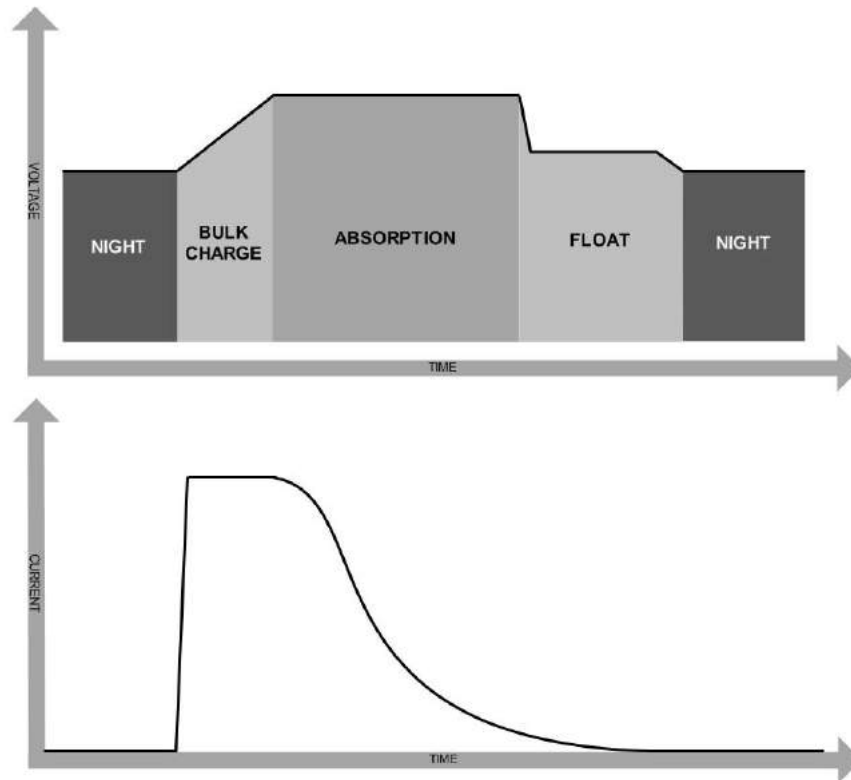 VOLTAGE
NIGHT
BULK
CHARGE
ABSORPTION
FLOAT
NIGHT
TIME
CURRENT
TIME